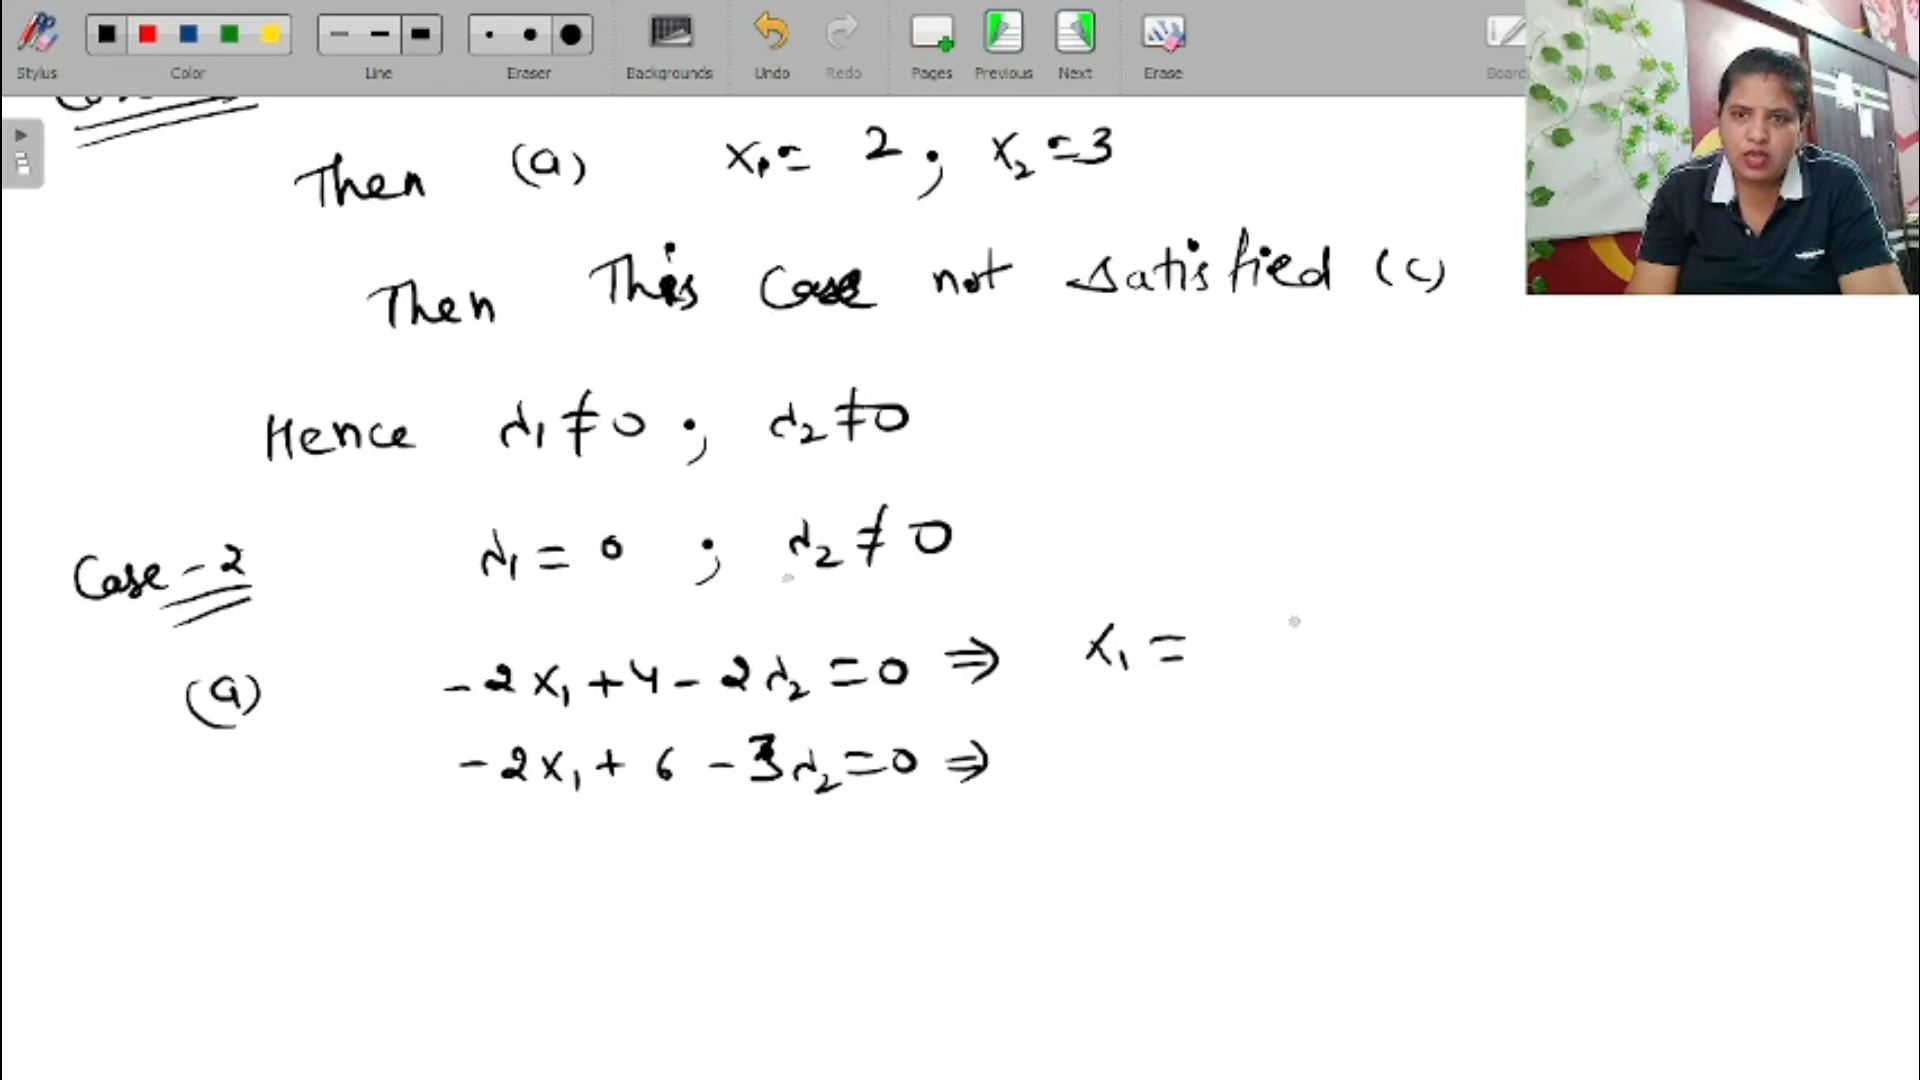 Stylus
Color
Line
Eraser
Backgrounds
Undo
Redo
Pages
Previous
Next
Erase
Board
Then (a) x₁ = 2 ; x₂ = 3
Then This Case not satisfied (c)
Hence λ₁ ≠ 0 ; λ₂ ≠ 0
Case - 2 λ₁ = 0 ; λ₂ ≠ 0
(a) -2x₁ + 4 - 2λ₂ = 0 ⇒ x₁ =
-2x₁ + 6 - 3λ₂ = 0 ⇒